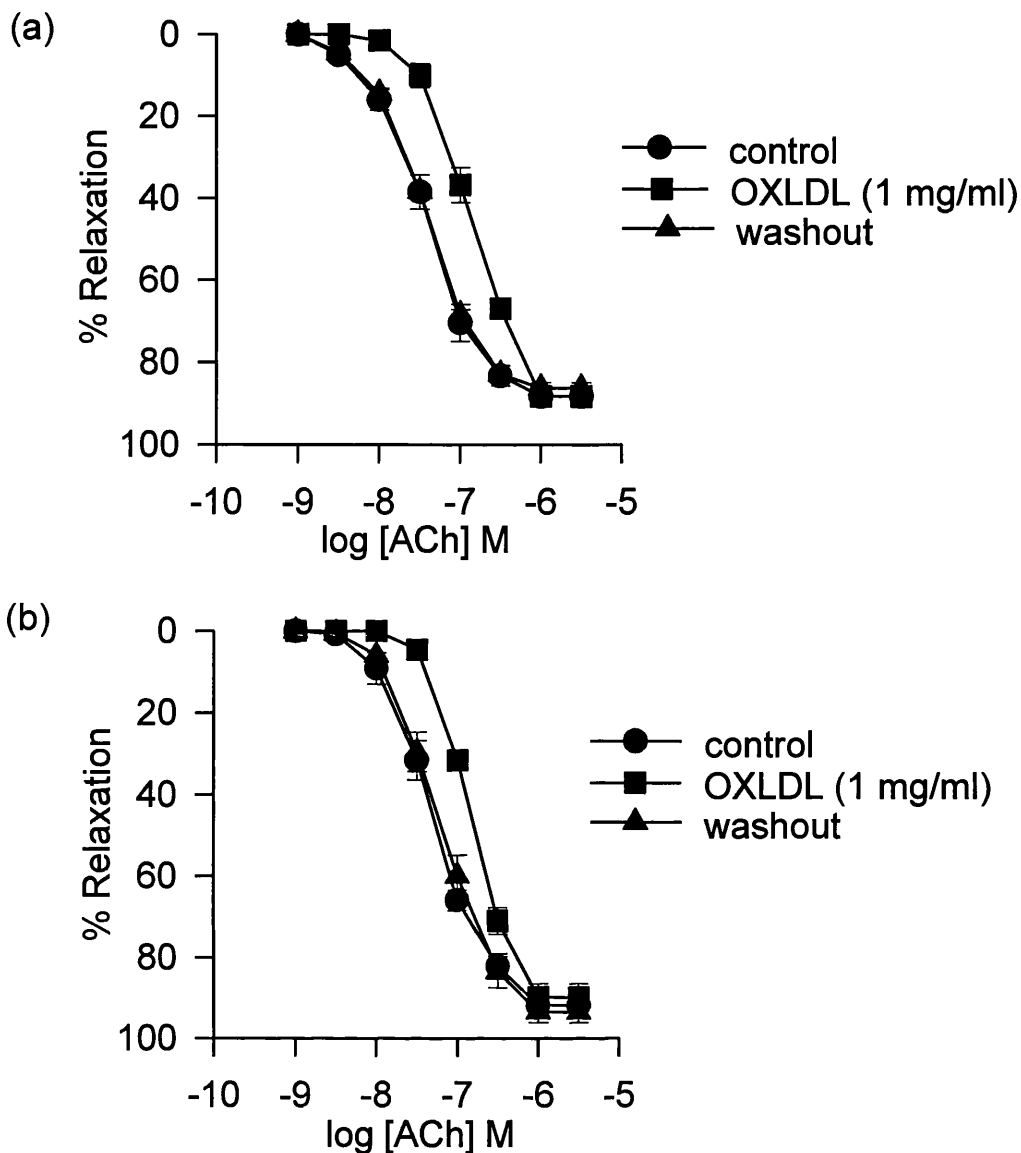 (a)
% Relaxation
0
20
40
60
80
100
-10 -9 -8 -7 -6 -5
log [ACh] M
control
OXLDL (1 mg/ml)
washout
(b)
% Relaxation
0
20
40
60
80
100
-10 -9 -8 -7 -6 -5
log [ACh] M
control
OXLDL (1 mg/ml)
washout